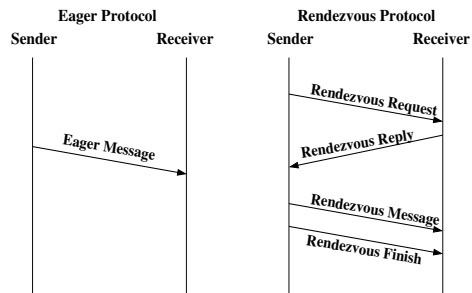 Eager Protocol
Sender Receiver
Eager Message
Rendezvous Protocol
Sender Receiver
Rendezvous Request
Rendezvous Reply
Rendezvous Message
Rendezvous Finish